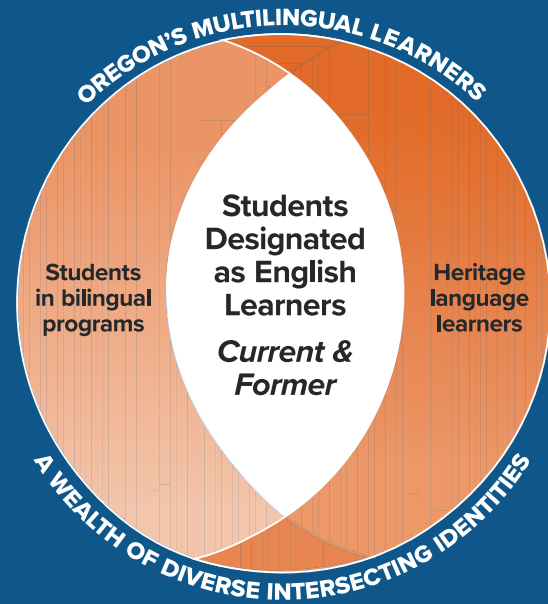 OREGON'S MULTILINGUAL LEARNERS
Students
in bilingual
programs
Students
Designated
as English
Learners
Current &
Former
Heritage
language
learners
A WEALTH OF DIVERSE INTERSECTING IDENTITIES